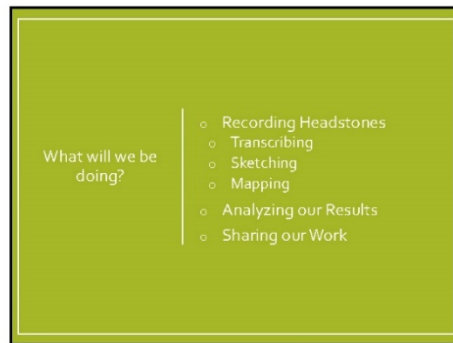 What will we be
doing?
o Recording Headstones
o Transcribing
o Sketching
o Mapping
o Analyzing our Results
o Sharing our Work